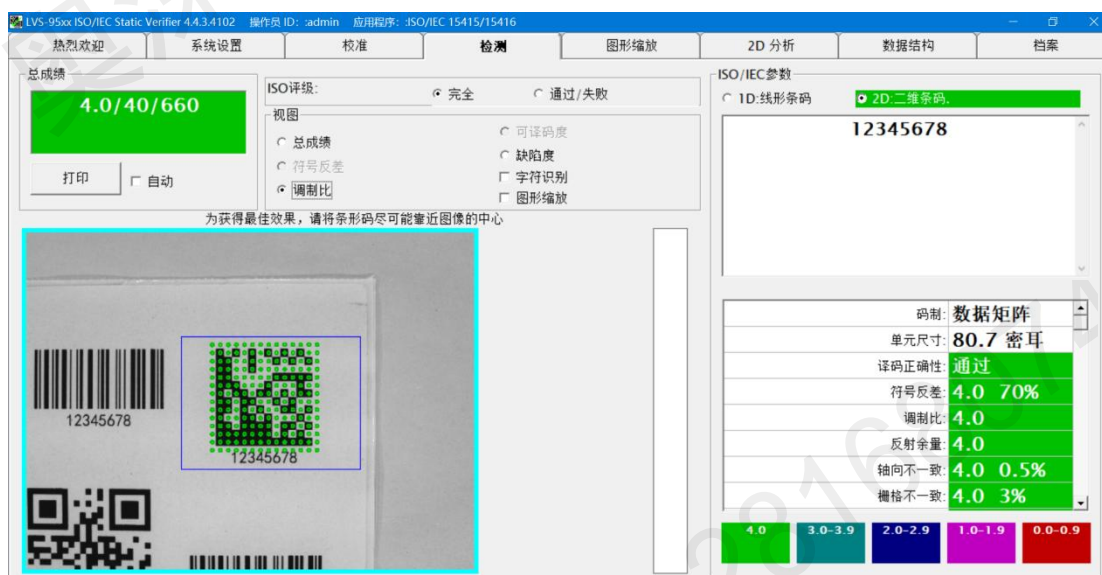 LVS-95xx ISO/IEC Static Verifier 4.4.3.4102 操作员 ID: :admin 应用程序: :ISO/IEC 15415/15416
热烈欢迎 系统设置 校准 检测 图形缩放 2D 分析 数据结构 档案
总成绩
4.0/40/660
打印 自动
ISO评级: 完全 通过/失败
视图
总成绩 可译码度
符号反差 缺陷度
调制比 字符识别
图形缩放
为获得最佳效果，请将条形码尽可能靠近图像的中心
12345678
12345678
ISO/IEC参数
1D:线形条码 2D:二维条码.
12345678
码制: 数据矩阵
单元尺寸: 80.7 密耳
译码正确性: 通过
符号反差: 4.0 70%
调制比: 4.0
反射余量: 4.0
轴向不一致: 4.0 0.5%
栅格不一致: 4.0 3%
4.0 3.0-3.9 2.0-2.9 1.0-1.9 0.0-0.9